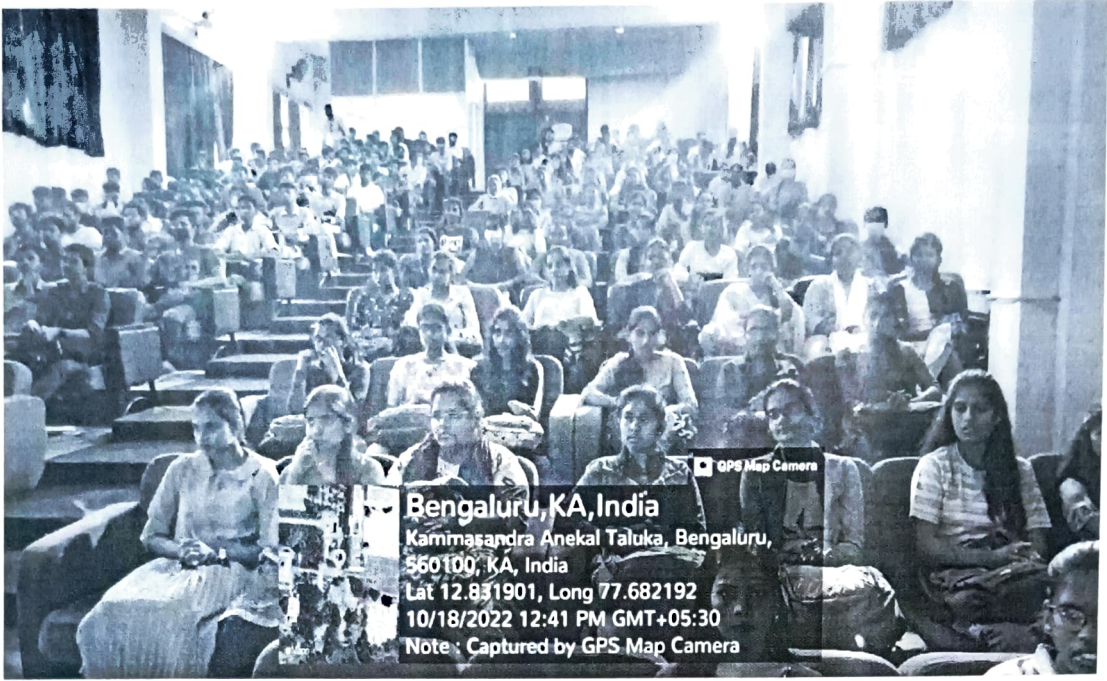 GPS Map Camera
Bengaluru,KA,India
Kammasandra Anekal Taluka, Bengaluru,
560100, KA, India
Lat 12.831901, Long 77.682192
10/18/2022 12:41 PM GMT+05:30
Note : Captured by GPS Map Camera